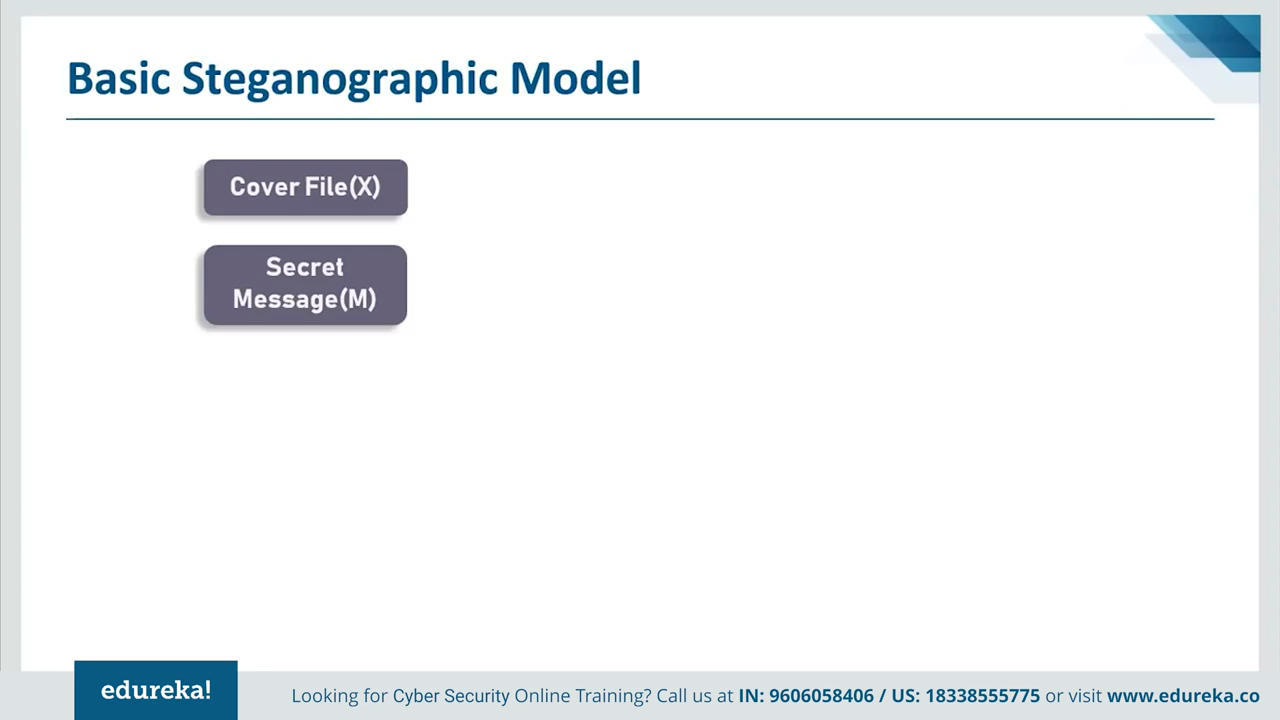 Basic Steganographic Model
Cover File(X)
Secret
Message(M)
edureka!
Looking for Cyber Security Online Training? Call us at IN: 9606058406 / US: 18338555775 or visit www.edureka.co